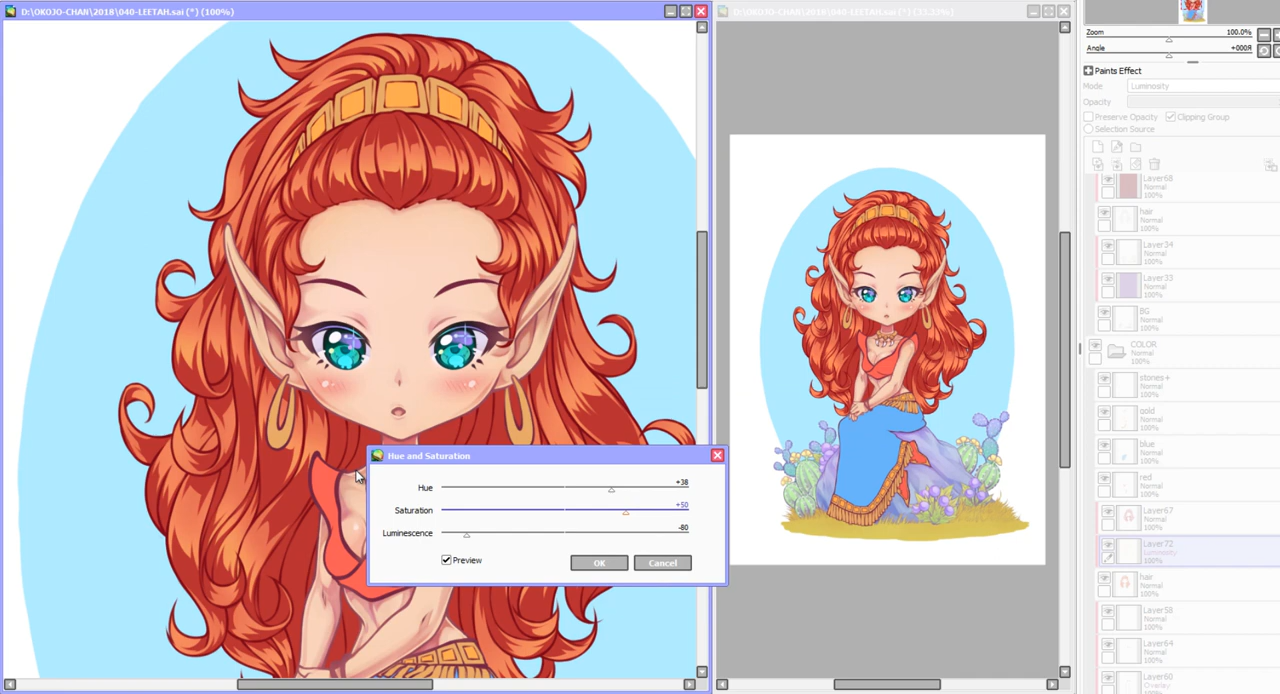 D:\OKOJO-CHAN\2018\040-LEETAH.sai (*) (100%)
D:\OKOJO-CHAN\2018\040-LEETAH.sai (*) (33.33%)
Zoom 100.0%
Angle +000Я
Paints Effect
Mode Luminosity
Opacity
Preserve Opacity Clipping Group
Selection Source
Layer68
Normal
100%
hair
Normal
100%
Layer34
Normal
100%
Layer33
Normal
100%
BG
Normal
100%
COLOR
Normal
100%
stones+
Normal
100%
gold
Normal
100%
blue
Normal
100%
red
Normal
100%
Layer67
Normal
100%
Layer72
Luminosity
100%
hair
Normal
100%
Layer58
Normal
100%
Layer64
Normal
100%
Layer60
Overlay
Hue and Saturation
Hue +38
Saturation +50
Luminescence -80
Preview OK Cancel